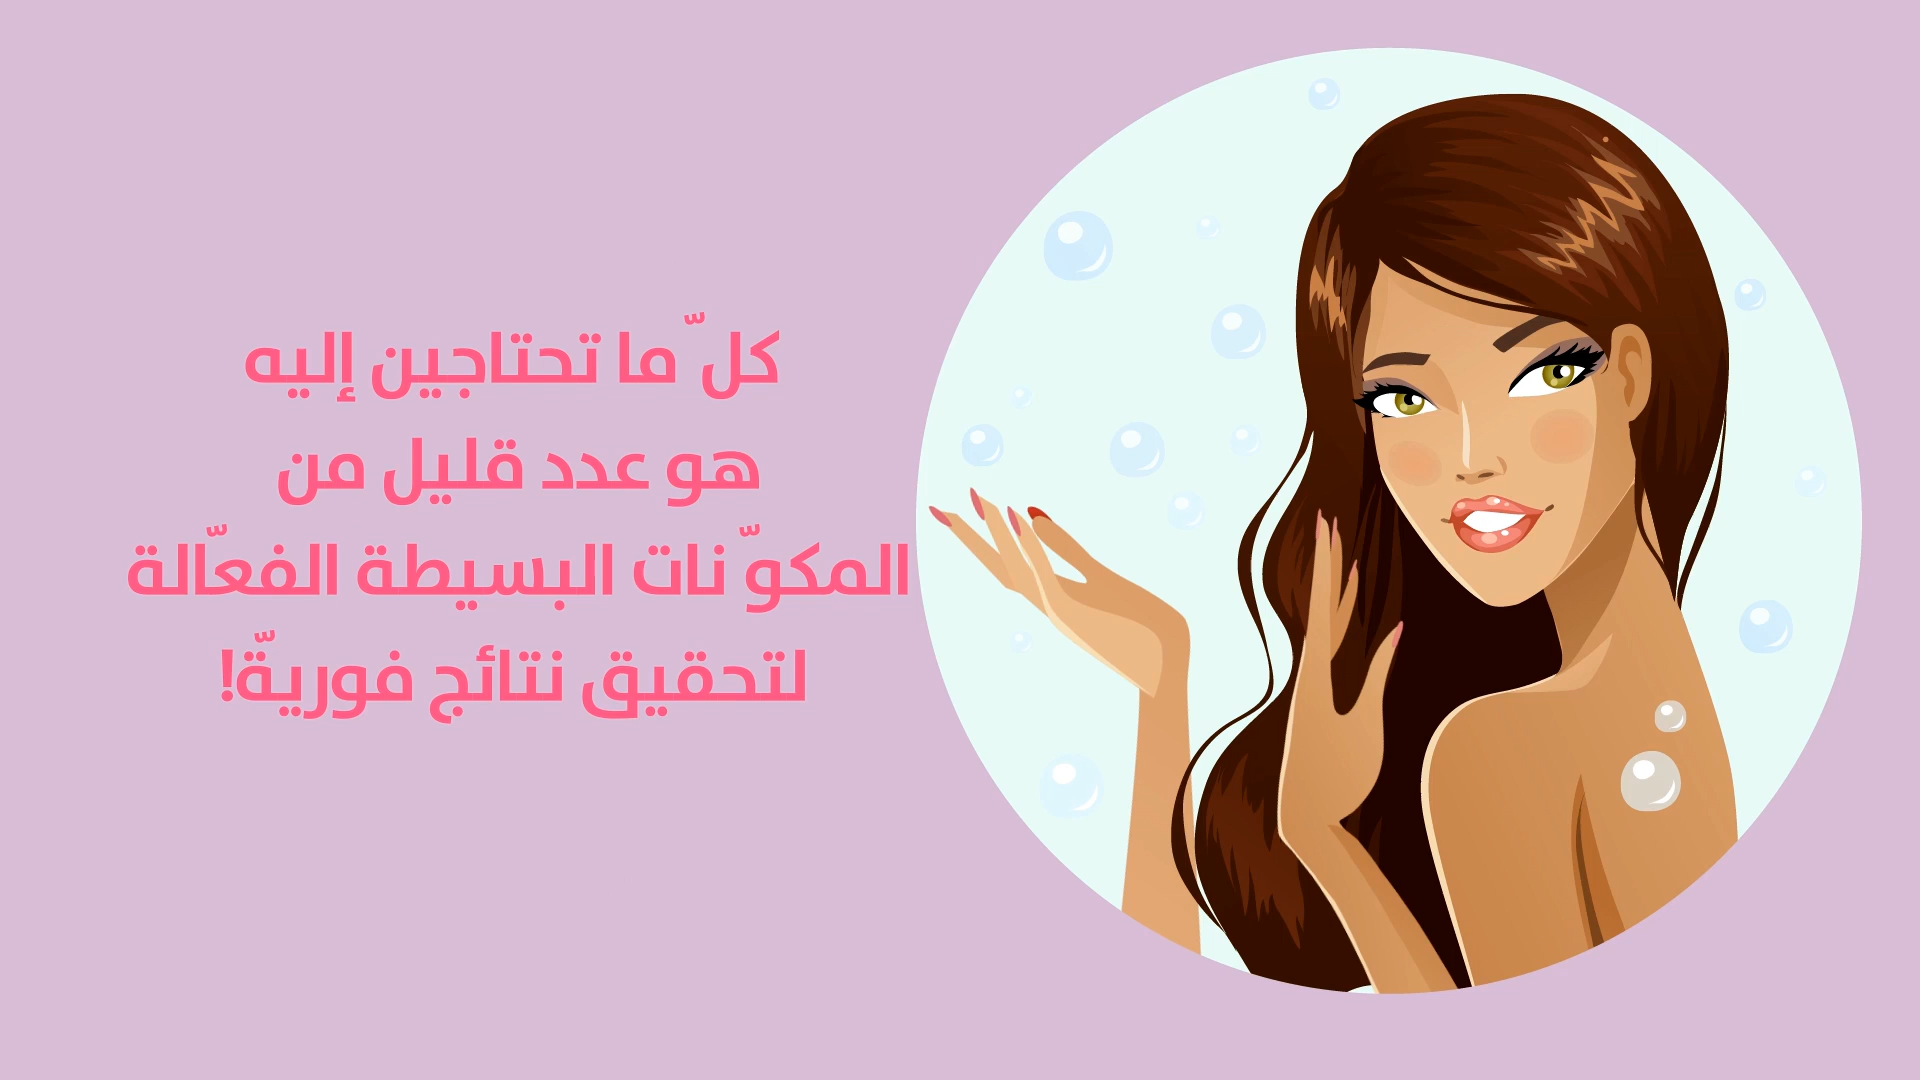 كلّ ما تحتاجين إليه
هو عدد قليل من
المكوّنات البسيطة الفعّالة
لتحقيق نتائج فوريّة!